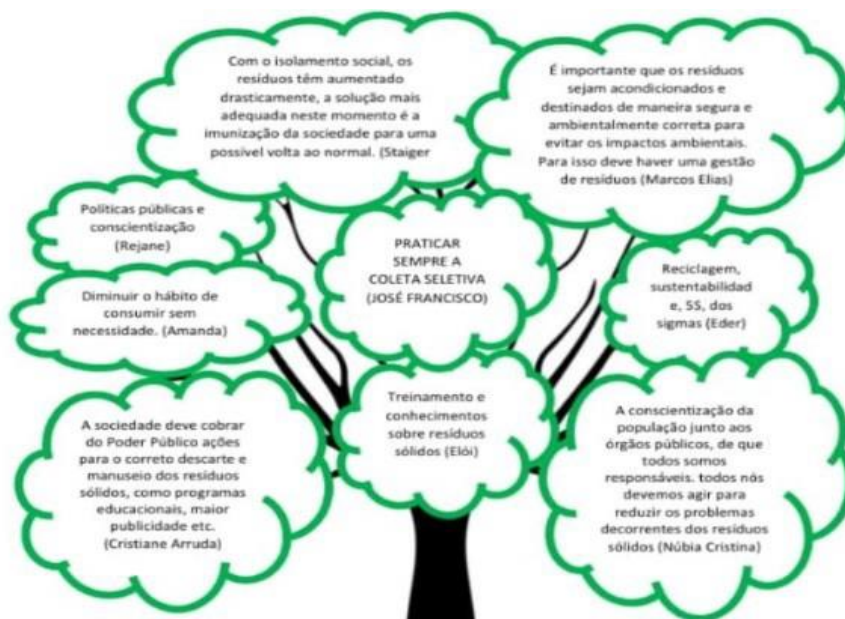 Com o isolamento social, os
resíduos têm aumentado
drasticamente, a solução mais
adequada neste momento é a
imunização da sociedade para uma
possível volta ao normal. (Staiger
É importante que os resíduos
sejam acondicionados e
destinados de maneira segura e
ambientalmente correta para
evitar os impactos ambientais.
Para isso deve haver uma gestão
de resíduos (Marcos Elias)
Políticas públicas e
conscientização
(Rejane)
PRATICAR
SEMPRE A
COLETA SELETIVA
(JOSÉ FRANCISCO)
Reciclagem,
sustentabilidad
e, 5S, dos
sigmas (Eder)
Diminuir o hábito de
consumir sem
necessidade. (Amanda)
A sociedade deve cobrar
do Poder Público ações
para o correto descarte e
manuseio dos resíduos
sólidos, como programas
educacionais, maior
publicidade etc.
(Cristiane Arruda)
Treinamento e
conhecimentos
sobre resíduos
sólidos (Elói)
A conscientização da
população junto aos
órgãos públicos, de que
todos somos
responsáveis. todos nós
devemos agir para
reduzir os problemas
decorrentes dos resíduos
sólidos (Núbia Cristina)